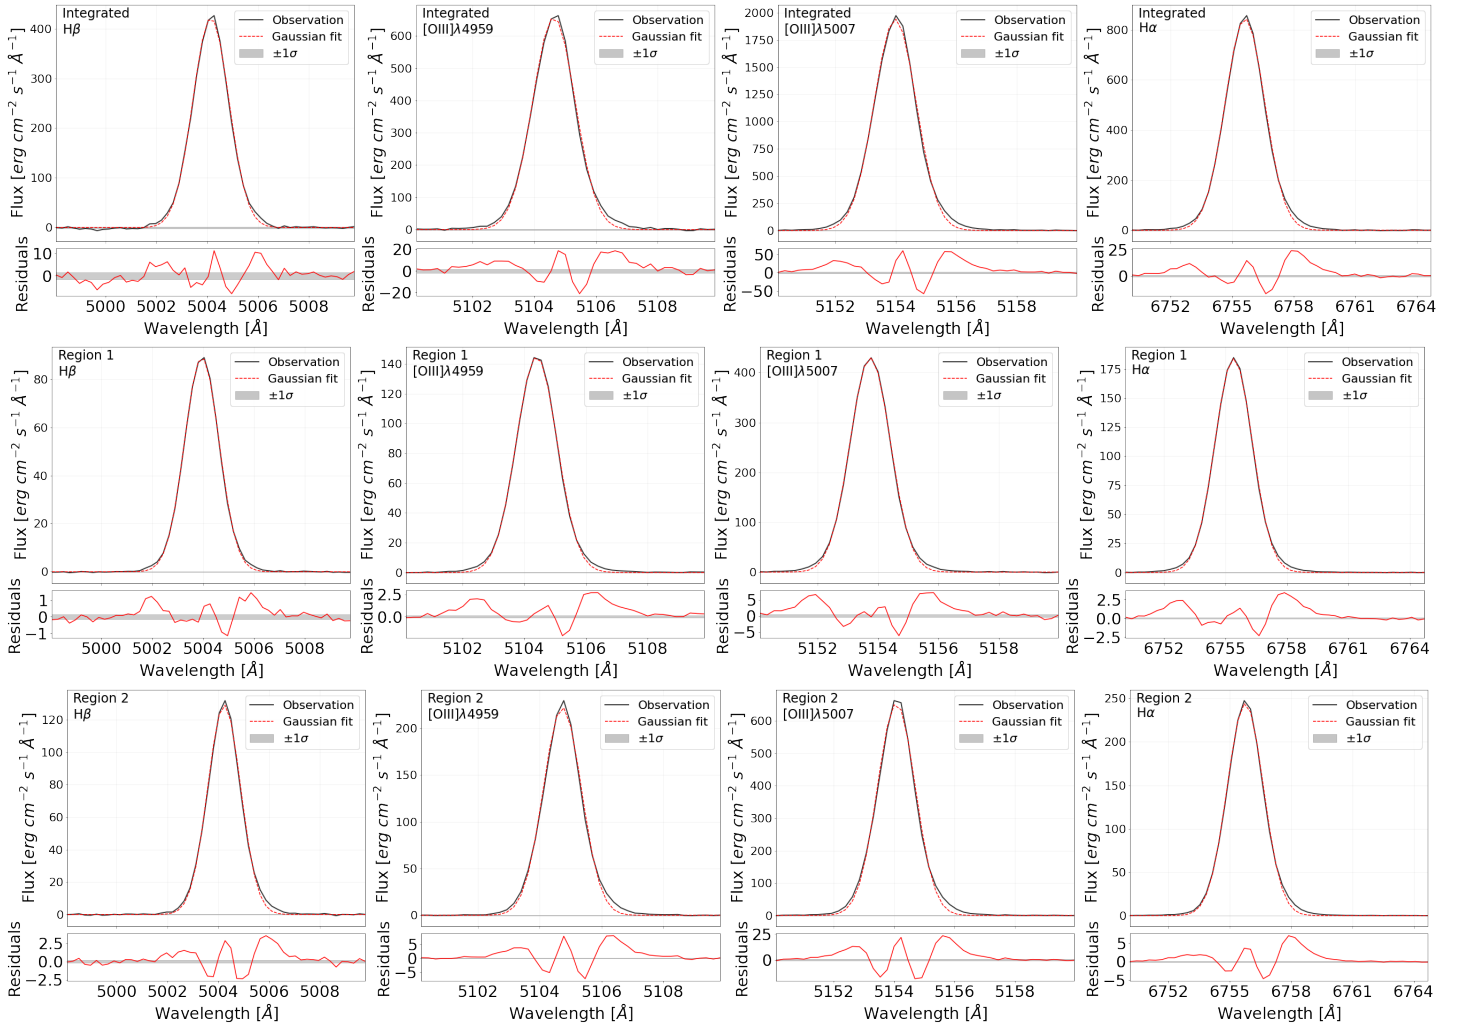 Integrated
Hβ
Observation
Gaussian fit
±1σ
Flux [erg cm⁻² s⁻¹ Å⁻¹]
400
300
200
100
0
Residuals
10
0
5000 5002 5004 5006 5008
Wavelength [Å]
Integrated
[OIII]λ4959
Observation
Gaussian fit
±1σ
Flux [erg cm⁻² s⁻¹ Å⁻¹]
600
500
400
300
200
100
0
Residuals
20
0
−20
5102 5104 5106 5108
Wavelength [Å]
Integrated
[OIII]λ5007
Observation
Gaussian fit
±1σ
Flux [erg cm⁻² s⁻¹ Å⁻¹]
2000
1750
1500
1250
1000
750
500
250
0
Residuals
50
0
−50
5152 5154 5156 5158
Wavelength [Å]
Integrated
Hα
Observation
Gaussian fit
±1σ
Flux [erg cm⁻² s⁻¹ Å⁻¹]
800
600
400
200
0
Residuals
25
0
6752 6755 6758 6761 6764
Wavelength [Å]
Region 1
Hβ
Observation
Gaussian fit
±1σ
Flux [erg cm⁻² s⁻¹ Å⁻¹]
80
60
40
20
0
Residuals
1
0
−1
5000 5002 5004 5006 5008
Wavelength [Å]
Region 1
[OIII]λ4959
Observation
Gaussian fit
±1σ
Flux [erg cm⁻² s⁻¹ Å⁻¹]
140
120
100
80
60
40
20
0
Residuals
2.5
0.0
5102 5104 5106 5108
Wavelength [Å]
Region 1
[OIII]λ5007
Observation
Gaussian fit
±1σ
Flux [erg cm⁻² s⁻¹ Å⁻¹]
400
300
200
100
0
Residuals
5
0
−5
5152 5154 5156 5158
Wavelength [Å]
Region 1
Hα
Observation
Gaussian fit
±1σ
Flux [erg cm⁻² s⁻¹ Å⁻¹]
175
150
125
100
75
50
25
0
Residuals
2.5
0.0
−2.5
6752 6755 6758 6761 6764
Wavelength [Å]
Region 2
Hβ
Observation
Gaussian fit
±1σ
Flux [erg cm⁻² s⁻¹ Å⁻¹]
120
100
80
60
40
20
0
Residuals
2.5
0.0
−2.5
5000 5002 5004 5006 5008
Wavelength [Å]
Region 2
[OIII]λ4959
Observation
Gaussian fit
±1σ
Flux [erg cm⁻² s⁻¹ Å⁻¹]
200
150
100
50
0
Residuals
5
0
−5
5102 5104 5106 5108
Wavelength [Å]
Region 2
[OIII]λ5007
Observation
Gaussian fit
±1σ
Flux [erg cm⁻² s⁻¹ Å⁻¹]
600
500
400
300
200
100
0
Residuals
25
0
5152 5154 5156 5158
Wavelength [Å]
Region 2
Hα
Observation
Gaussian fit
±1σ
Flux [erg cm⁻² s⁻¹ Å⁻¹]
250
200
150
100
50
0
Residuals
5
0
−5
6752 6755 6758 6761 6764
Wavelength [Å]